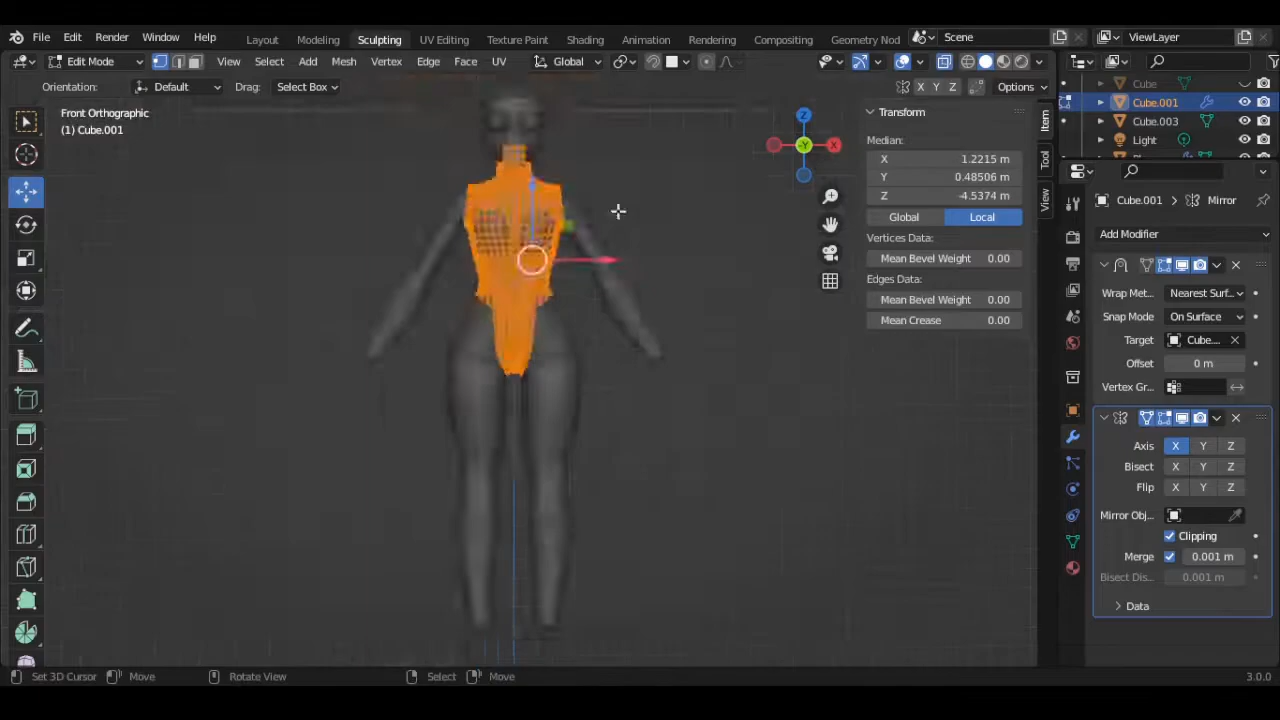 File Edit Render Window Help Layout Modeling Sculpting UV Editing Texture Paint Shading Animation Rendering Compositing Geometry Nod Scene ViewLayer
Edit Mode View Select Add Mesh Vertex Edge Face UV Global
Orientation: Default Drag: Select Box X Y Z Options
Front Orthographic
(1) Cube.001
Z
X
-Y
Transform
Median:
X 1.2215 m
Y 0.48506 m
Z -4.5374 m
Global Local
Vertices Data:
Mean Bevel Weight 0.00
Edges Data:
Mean Bevel Weight 0.00
Mean Crease 0.00
Item
Tool
View
Cube
Cube.001
Cube.003
Light
Cube.001 Mirror
Add Modifier
Wrap Met... Nearest Surf...
Snap Mode On Surface
Target Cube...
Offset 0 m
Vertex Gr...
Axis X Y Z
Bisect X Y Z
Flip X Y Z
Mirror Obj...
Clipping
Merge 0.001 m
Bisect Dis... 0.001 m
Data
Set 3D Cursor Move Rotate View Select Move 3.0.0